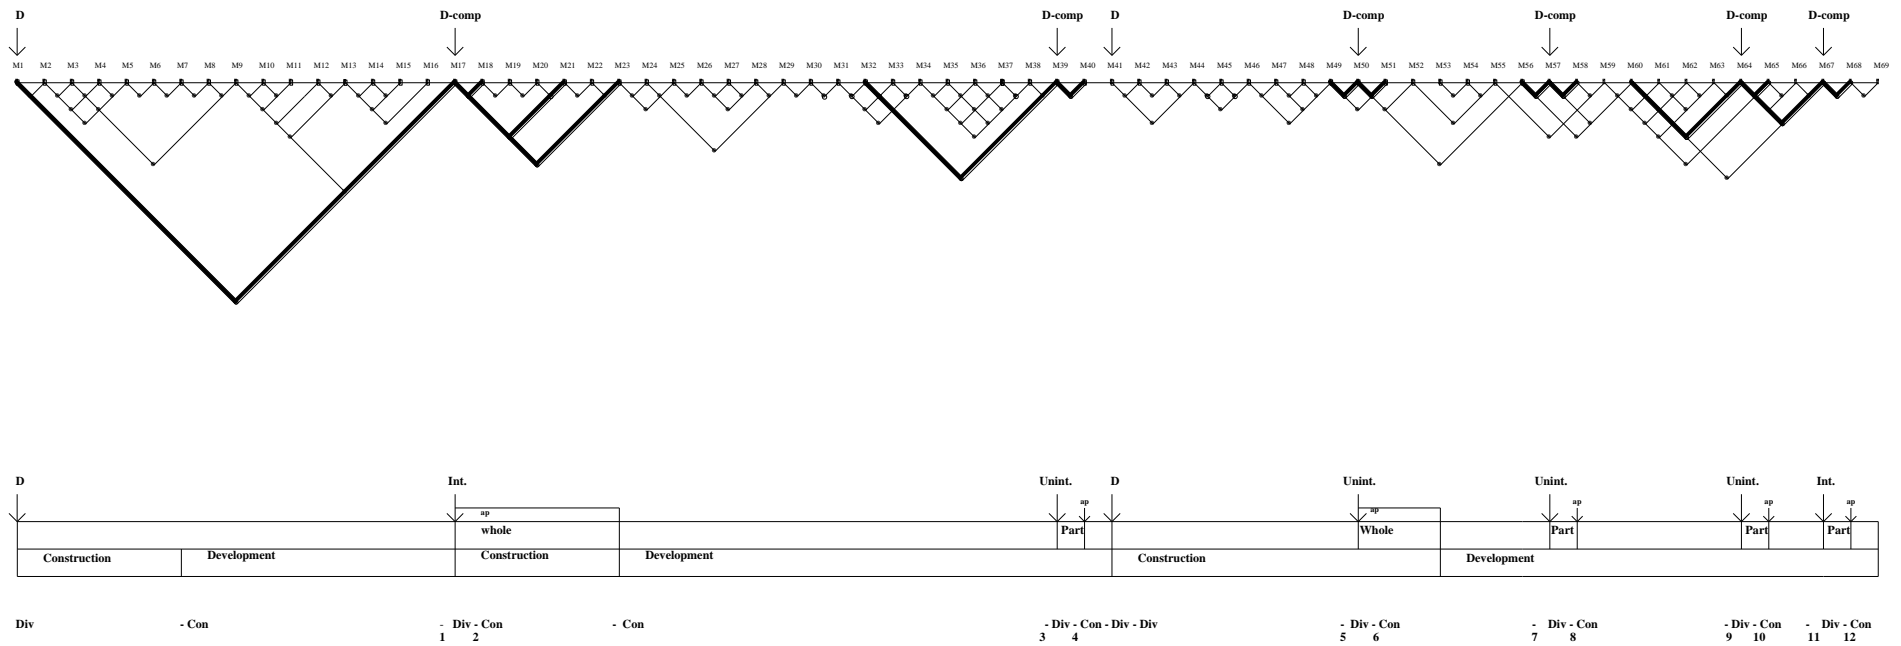 D D-comp D-comp D D-comp D-comp D-comp D-comp
M1 M2 M3 M4 M5 M6 M7 M8 M9 M10 M11 M12 M13 M14 M15 M16 M17 M18 M19 M20 M21 M22 M23 M24 M25 M26 M27 M28 M29 M30 M31 M32 M33 M34 M35 M36 M37 M38 M39 M40 M41 M42 M43 M44 M45 M46 M47 M48 M49 M50 M51 M52 M53 M54 M55 M56 M57 M58 M59 M60 M61 M62 M63 M64 M65 M66 M67 M68 M69
D Int. Unint. D Unint. Unint. Unint. Int.
ap ap ap ap ap ap
whole Part Whole Part Part Part
Construction Development Construction Development Construction Development
Div - Con - Div - Con - Con - Div - Con - Div - Div - Div - Con - Div - Con - Div - Con - Div - Con
1 2 3 4 5 6 7 8 9 10 11 12